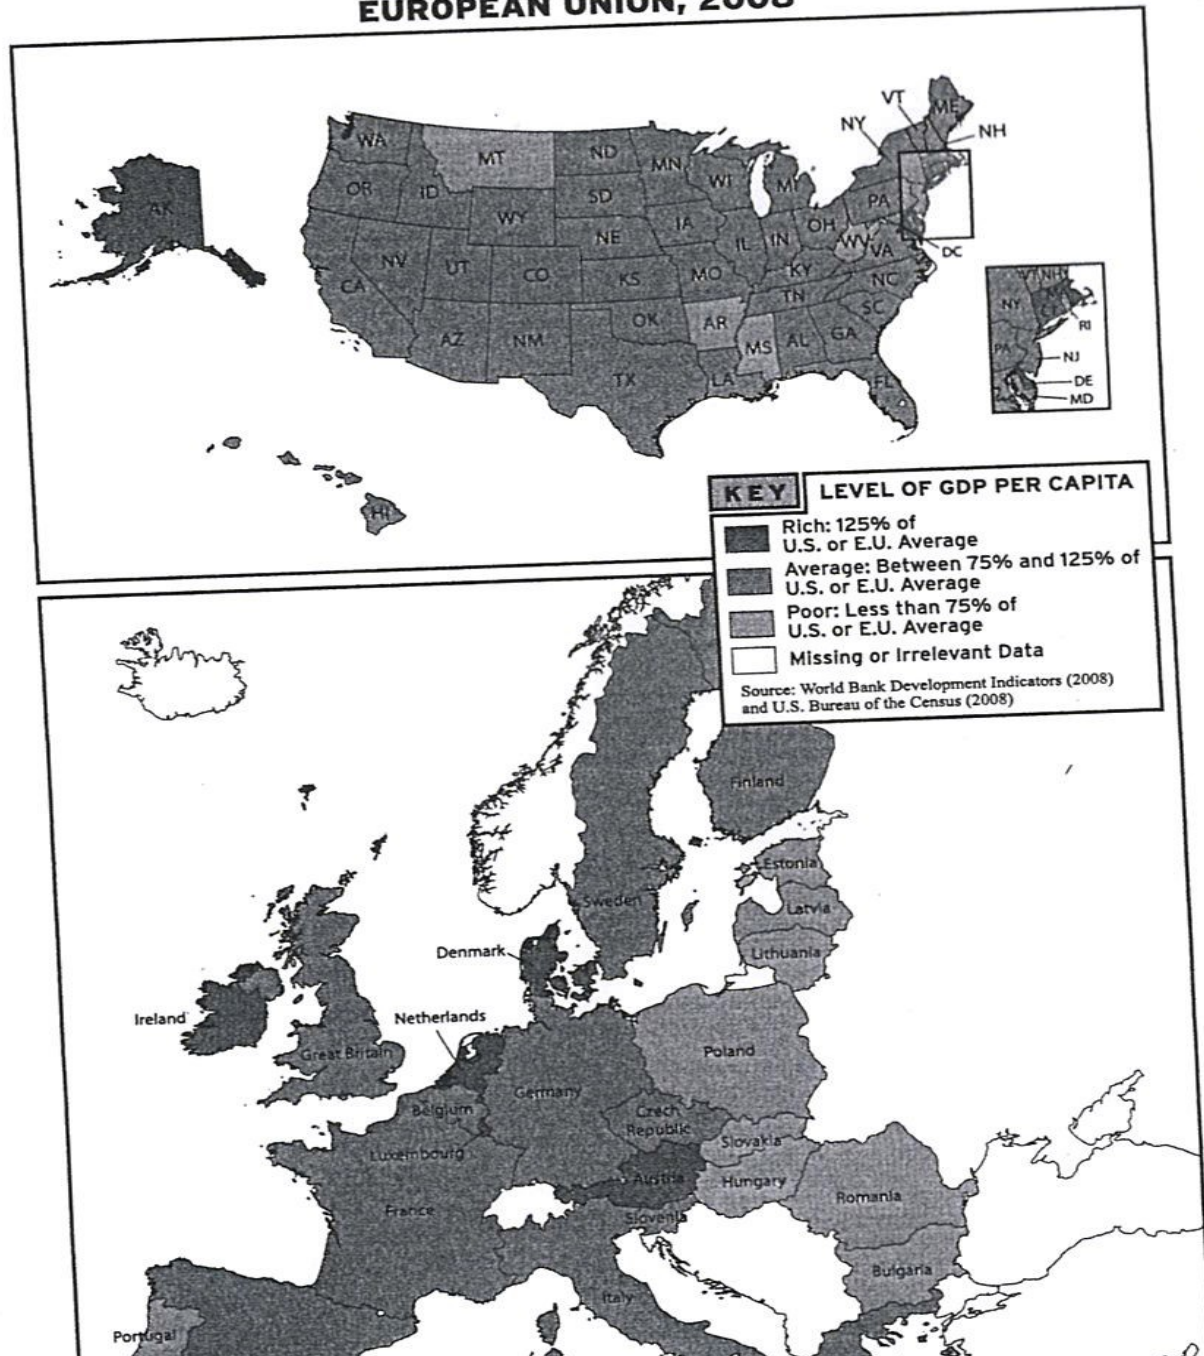 EUROPEAN UNION, 2008
VT
ME
NY
NH
WA
MT
ND
MN
OR
ID
SD
WI
MI
AK
WY
PA
IA
NE
OH
IL
IN
WV
VA
DC
NV
UT
CO
KS
MO
KY
NC
CA
TN
SC
OK
AR
AZ
NM
MS
AL
GA
TX
LA
FL
HI
VT
NH
NY
RI
PA
NJ
DE
MD
KEY LEVEL OF GDP PER CAPITA
Rich: 125% of
U.S. or E.U. Average
Average: Between 75% and 125% of
U.S. or E.U. Average
Poor: Less than 75% of
U.S. or E.U. Average
Missing or Irrelevant Data
Source: World Bank Development Indicators (2008)
and U.S. Bureau of the Census (2008)
Finland
Estonia
Sweden
Latvia
Denmark
Lithuania
Ireland
Netherlands
Great Britain
Poland
Germany
Belgium
Czech
Republic
Luxembourg
Slovakia
Austria
Hungary
Romania
France
Slovenia
Bulgaria
Italy
Portugal